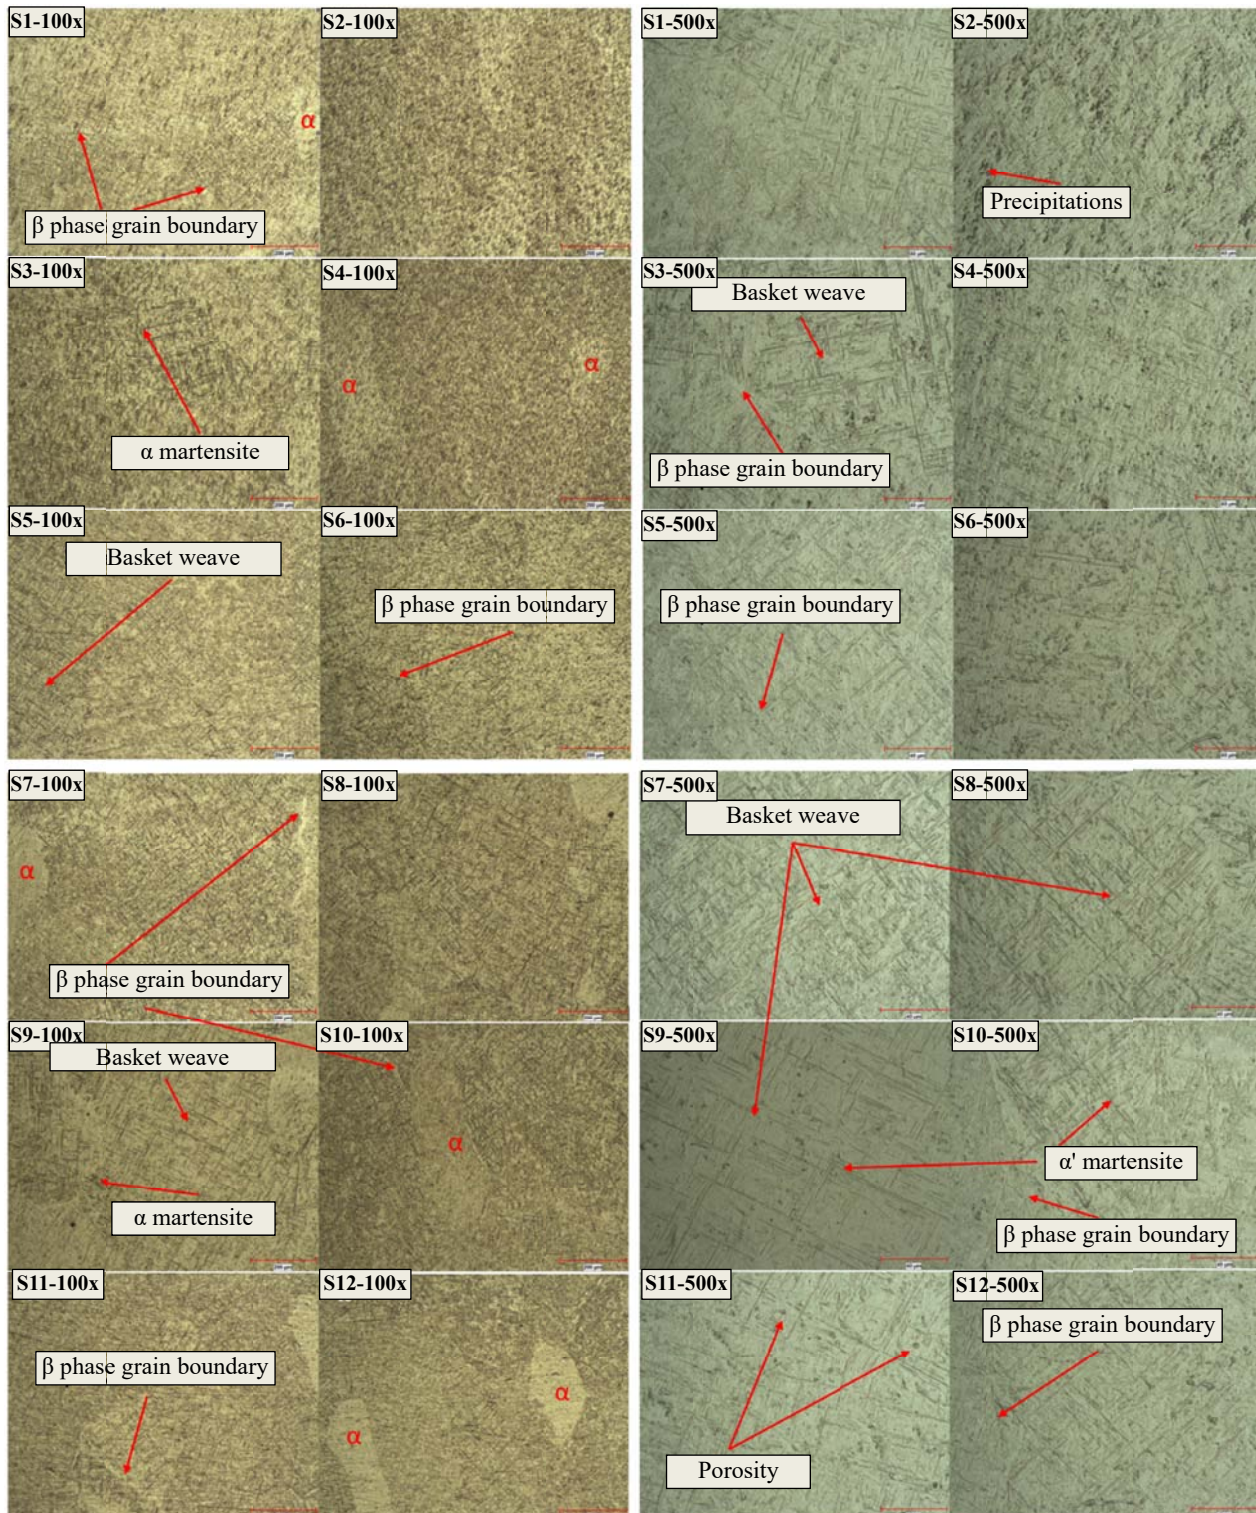 S1-100x
S2-100x
α
β phase grain boundary
S1-500x
S2-500x
Precipitations
S3-100x
S4-100x
α
α
α martensite
S3-500x
S4-500x
Basket weave
β phase grain boundary
S5-100x
S6-100x
Basket weave
β phase grain boundary
S5-500x
S6-500x
β phase grain boundary
S7-100x
S8-100x
α
β phase grain boundary
S7-500x
S8-500x
Basket weave
S9-100x
S10-100x
Basket weave
α
α martensite
S9-500x
S10-500x
α' martensite
β phase grain boundary
S11-100x
S12-100x
β phase grain boundary
α
α
S11-500x
S12-500x
β phase grain boundary
Porosity